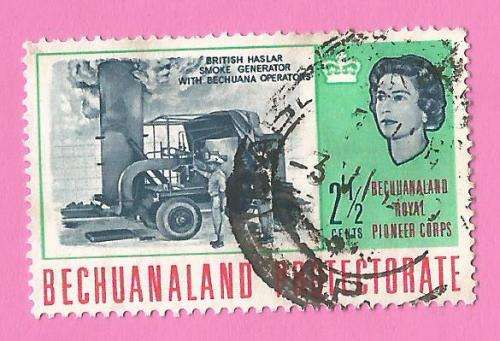 BRITISH HASLAR
SMOKE GENERATOR
WITH BECHUANA OPERATORS
2½
CENTS
BECHUANALAND
ROYAL
PIONEER CORPS
BECHUANALAND PROTECTORATE